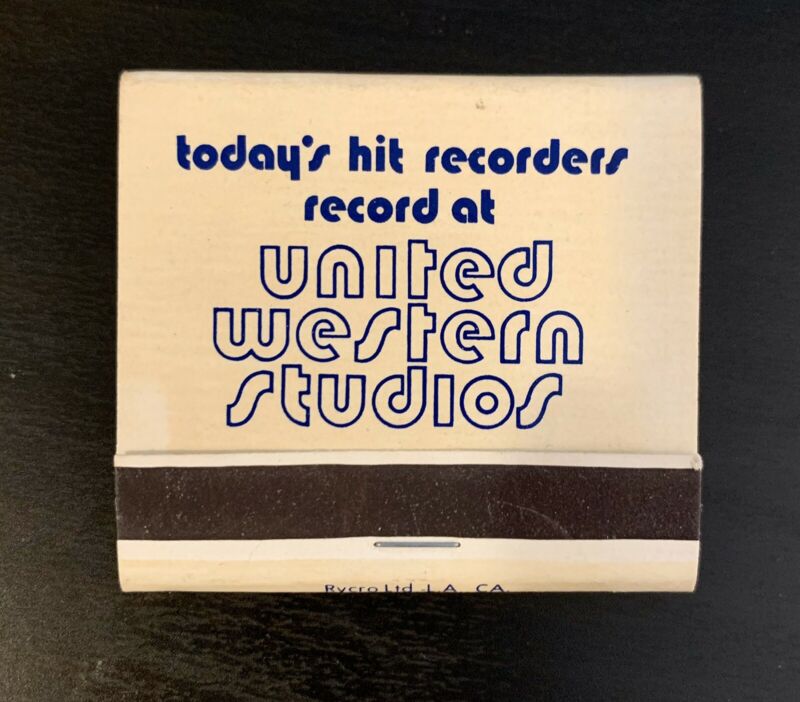 today's hit recorders
record at
united
western
studios
Rycro Ltd. L.A., CA.